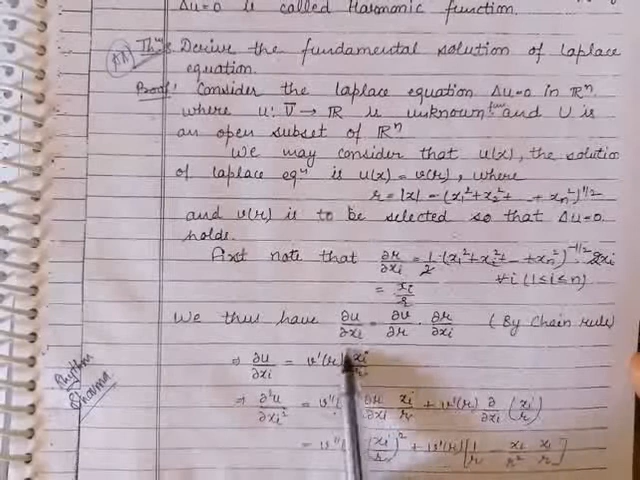 Δu=0 is called Harmonic function.
Thm: Derive the fundamental solution of laplace
equation.
Proof: Consider the laplace equation Δu=0 in ℝⁿ,
where u: Ū → ℝ is unknown fun and U is
an open subset of ℝⁿ
We may consider that u(x), the solution
of laplace eqⁿ is u(x) = v(r), where
r = |x| = (x₁²+x₂²+ .. + xₙ²)^1/2
and v(r) is to be selected so that Δu=0.
holds.
First note that ∂r/∂xᵢ = 1/2 (x₁²+x₂²+ .. +xₙ²)^-1/2 · 2xᵢ
= xᵢ/r ∀ i (1≤i≤n)
We thus have ∂u/∂xᵢ = ∂v/∂r · ∂r/∂xᵢ (By Chain rule)
⇒ ∂u/∂xᵢ = v'(r) xᵢ
⇒ ∂²u/∂xᵢ² = v'' ∂r/∂xᵢ xᵢ/r + v'(r) ∂/∂xᵢ (xᵢ/r)
= v'' (xᵢ/r)² + v'(r) [1/r - xᵢ/r² xᵢ/r]
Rhythm
Sharma